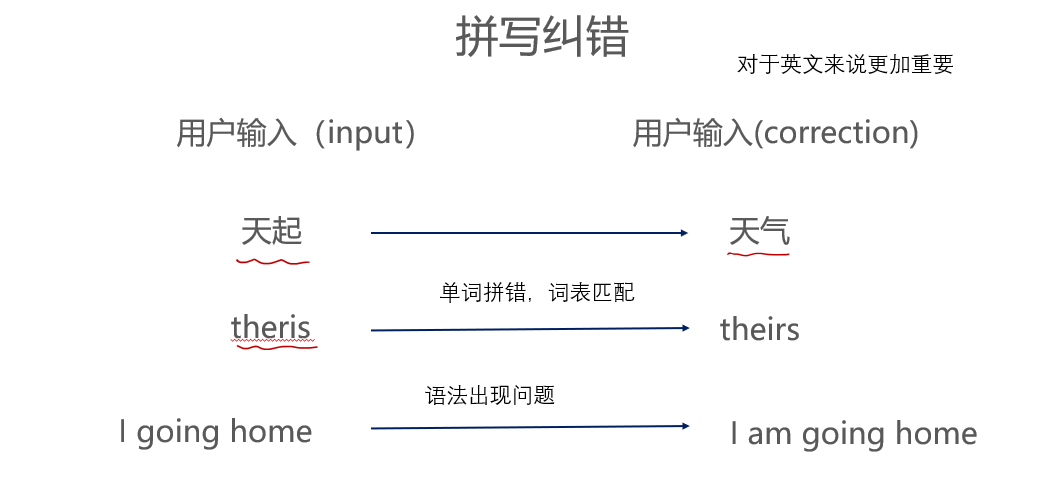 拼写纠错
对于英文来说更加重要
用户输入（input） 用户输入(correction)
天起 天气
单词拼错，词表匹配
theris theirs
语法出现问题
I going home I am going home